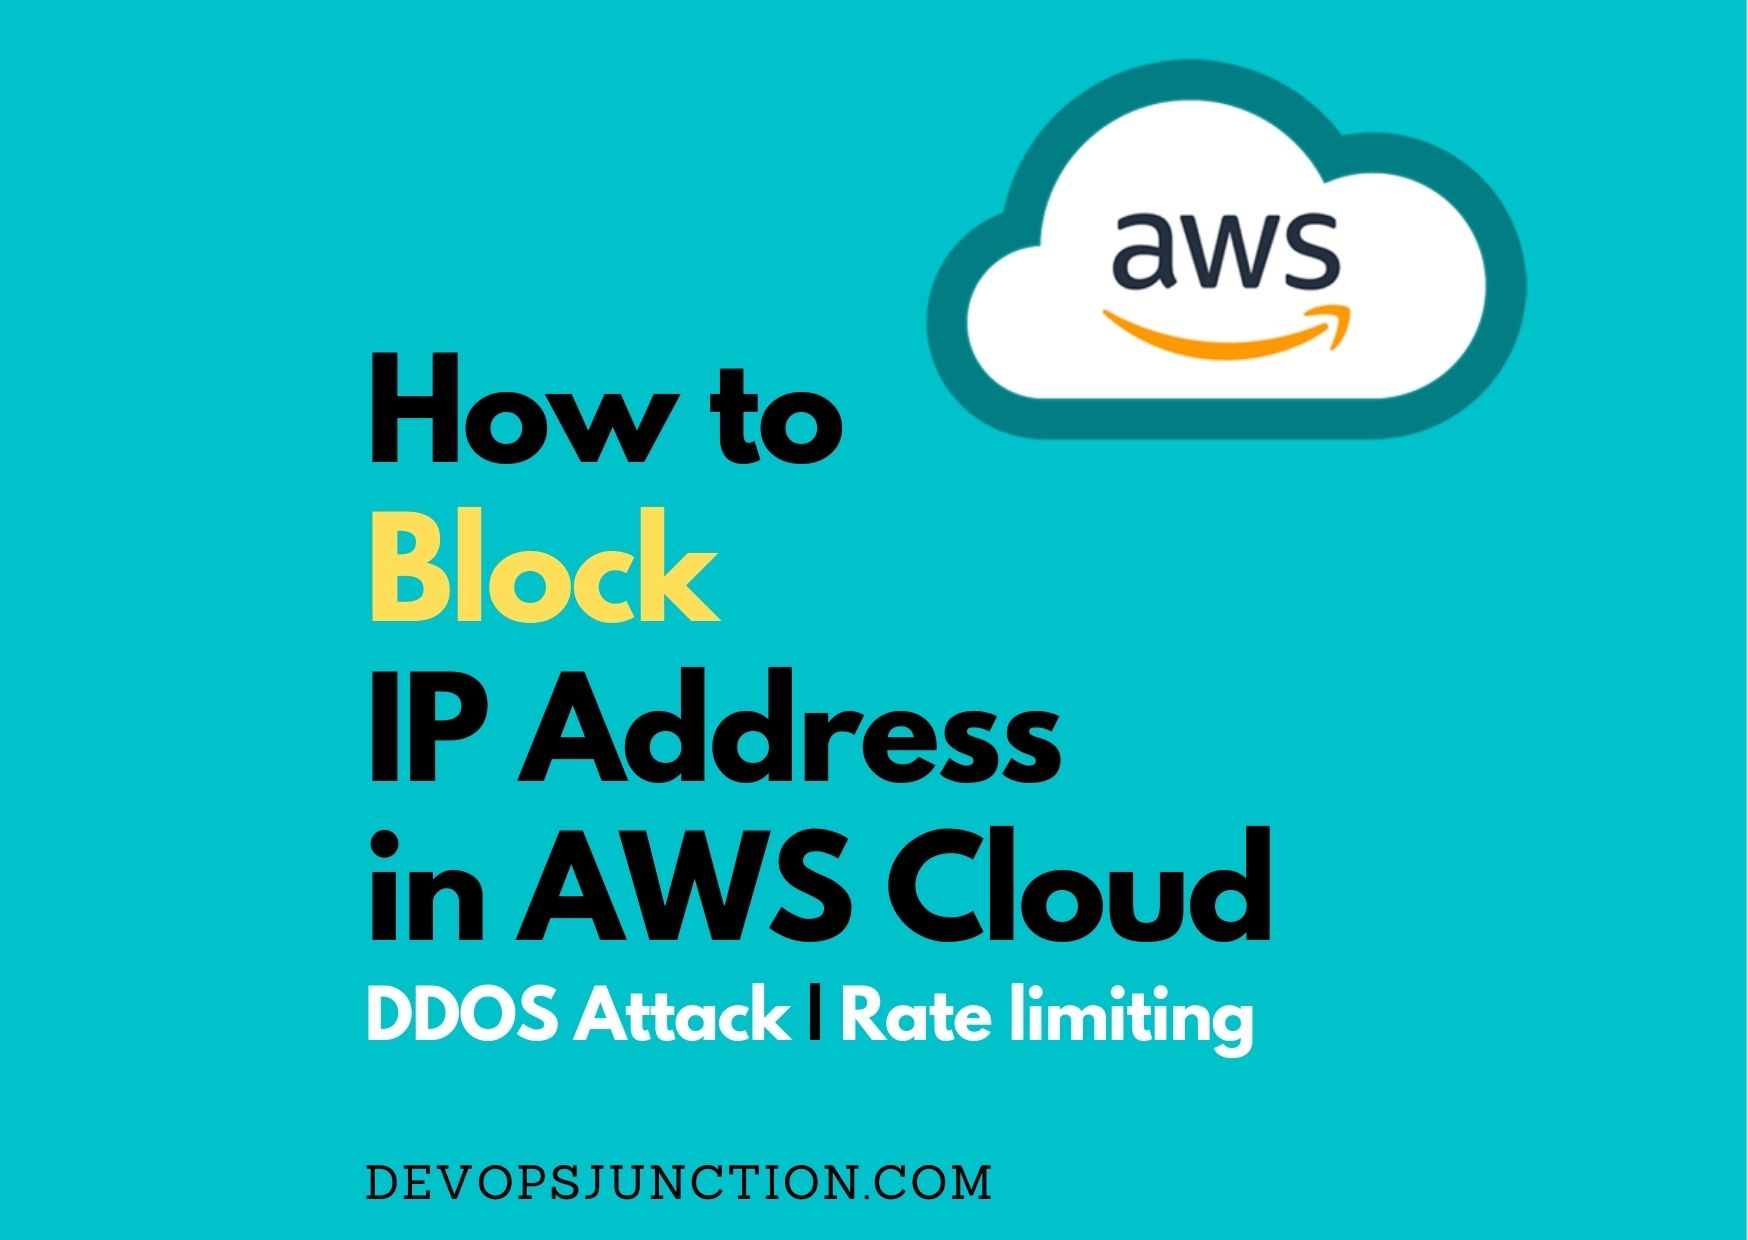 aws
How to
Block
IP Address
in AWS Cloud
DDOS Attack | Rate limiting
DEVOPSJUNCTION.COM